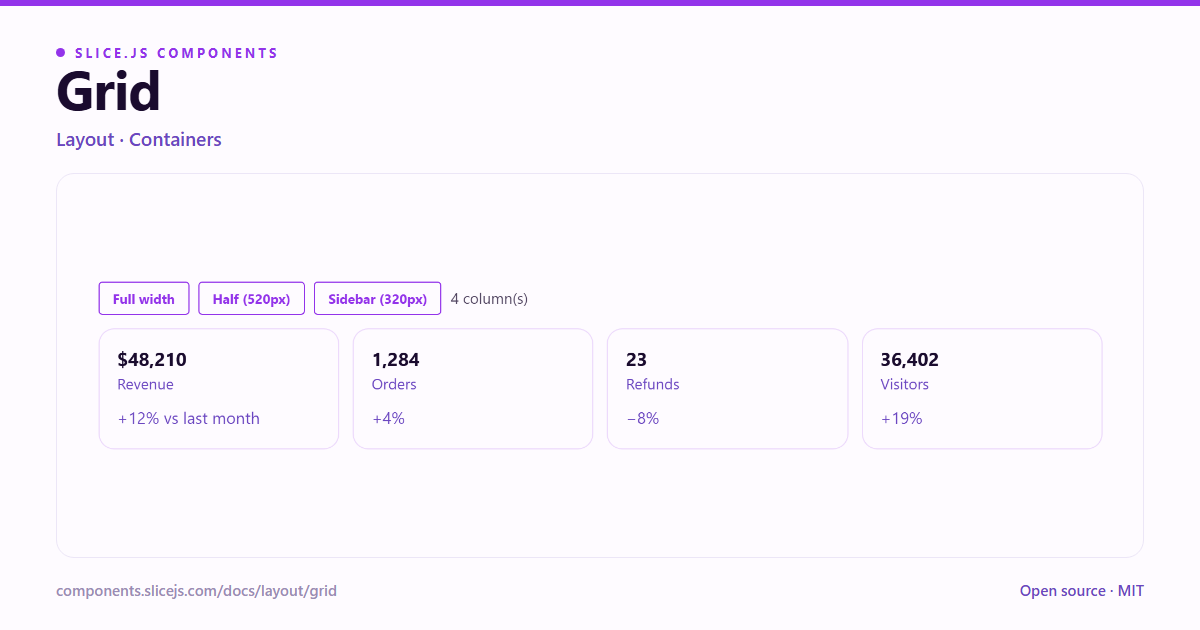 SLICE.JS COMPONENTS
Grid
Layout · Containers
Full width Half (520px) Sidebar (320px) 4 column(s)
$48,210 1,284 23 36,402
Revenue Orders Refunds Visitors
+12% vs last month +4% −8% +19%
components.slicejs.com/docs/layout/grid Open source · MIT